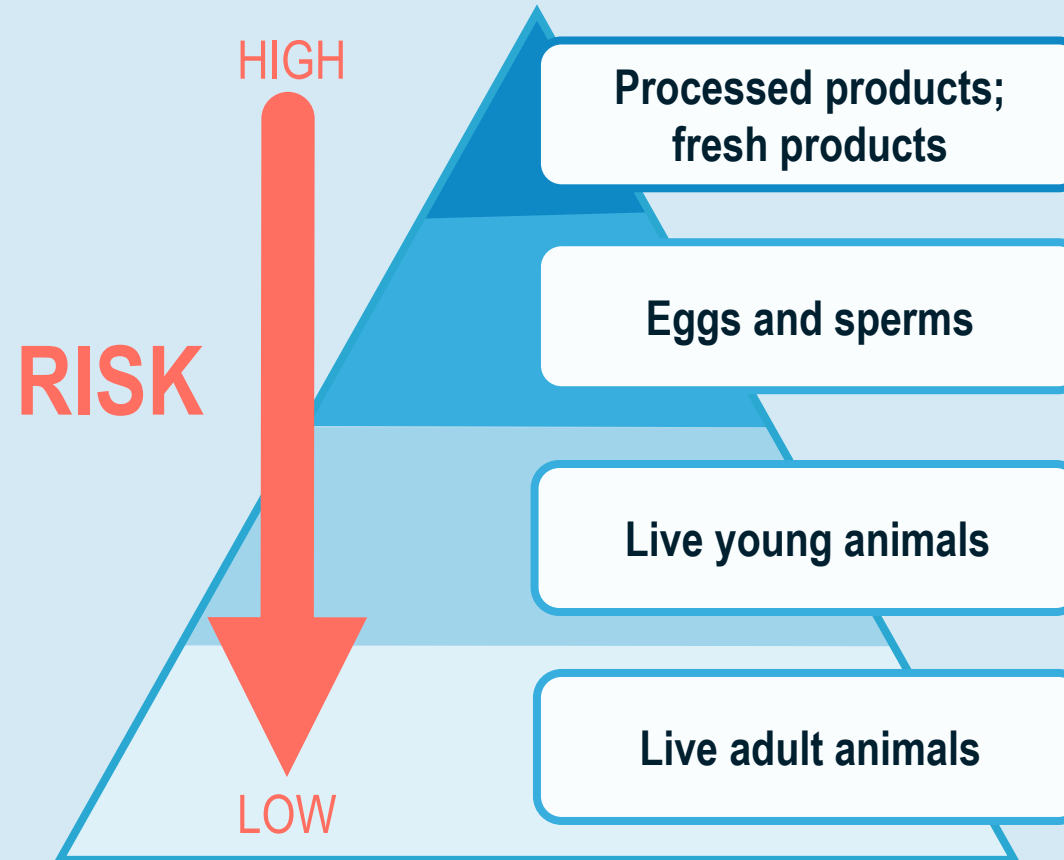 HIGH
Processed products;
fresh products
Eggs and sperms
RISK
Live young animals
Live adult animals
LOW